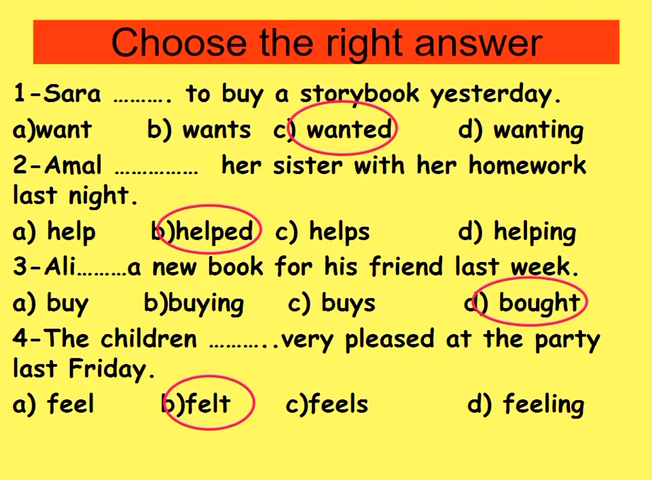 Choose the right answer
1-Sara ………. to buy a storybook yesterday.
a)want b) wants c) wanted d) wanting
2-Amal …………… her sister with her homework
last night.
a) help b)helped c) helps d) helping
3-Ali………a new book for his friend last week.
a) buy b)buying c) buys d) bought
4-The children ………..very pleased at the party
last Friday.
a) feel b)felt c)feels d) feeling